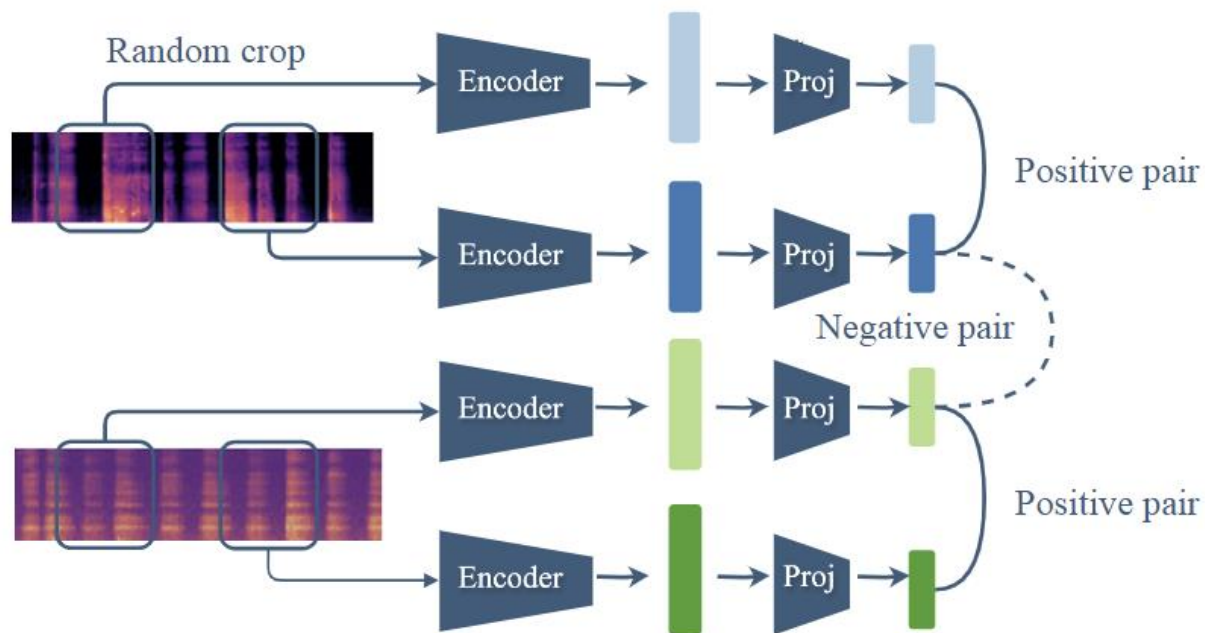 Random crop
Encoder
Proj
Positive pair
Encoder
Proj
Negative pair
Encoder
Proj
Positive pair
Encoder
Proj